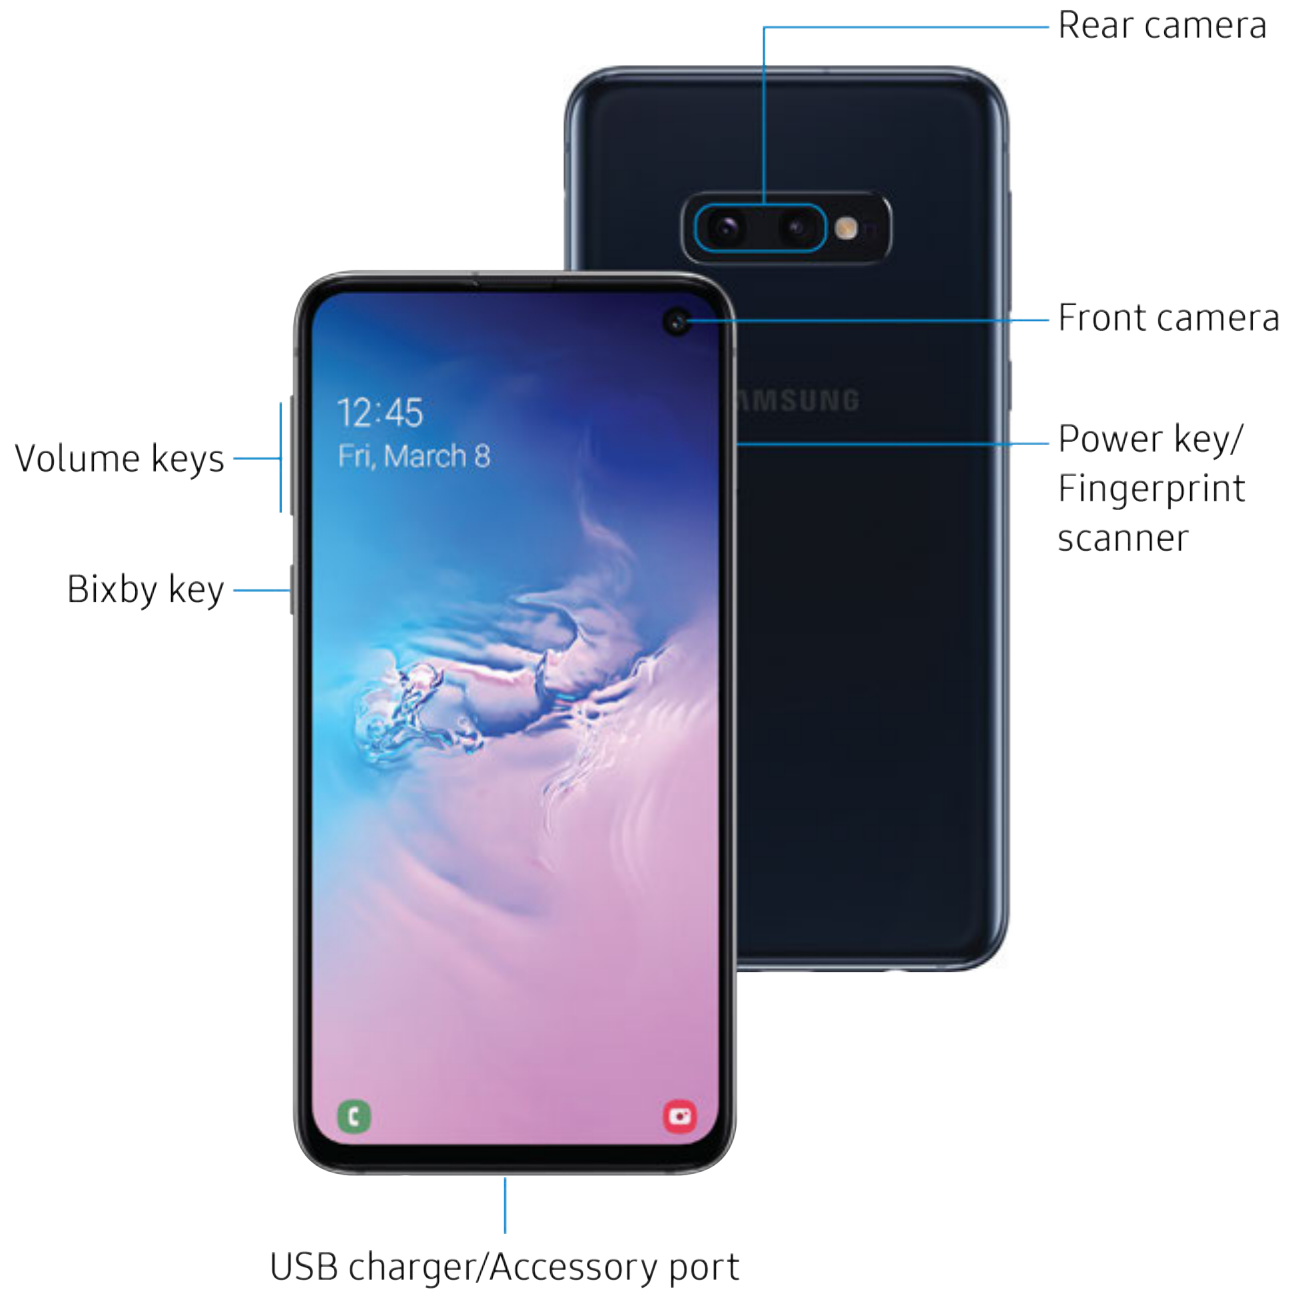 Rear camera
Front camera
AMSUNG
12:45
Fri, March 8
Volume keys
Power key/
Fingerprint
scanner
Bixby key
USB charger/Accessory port